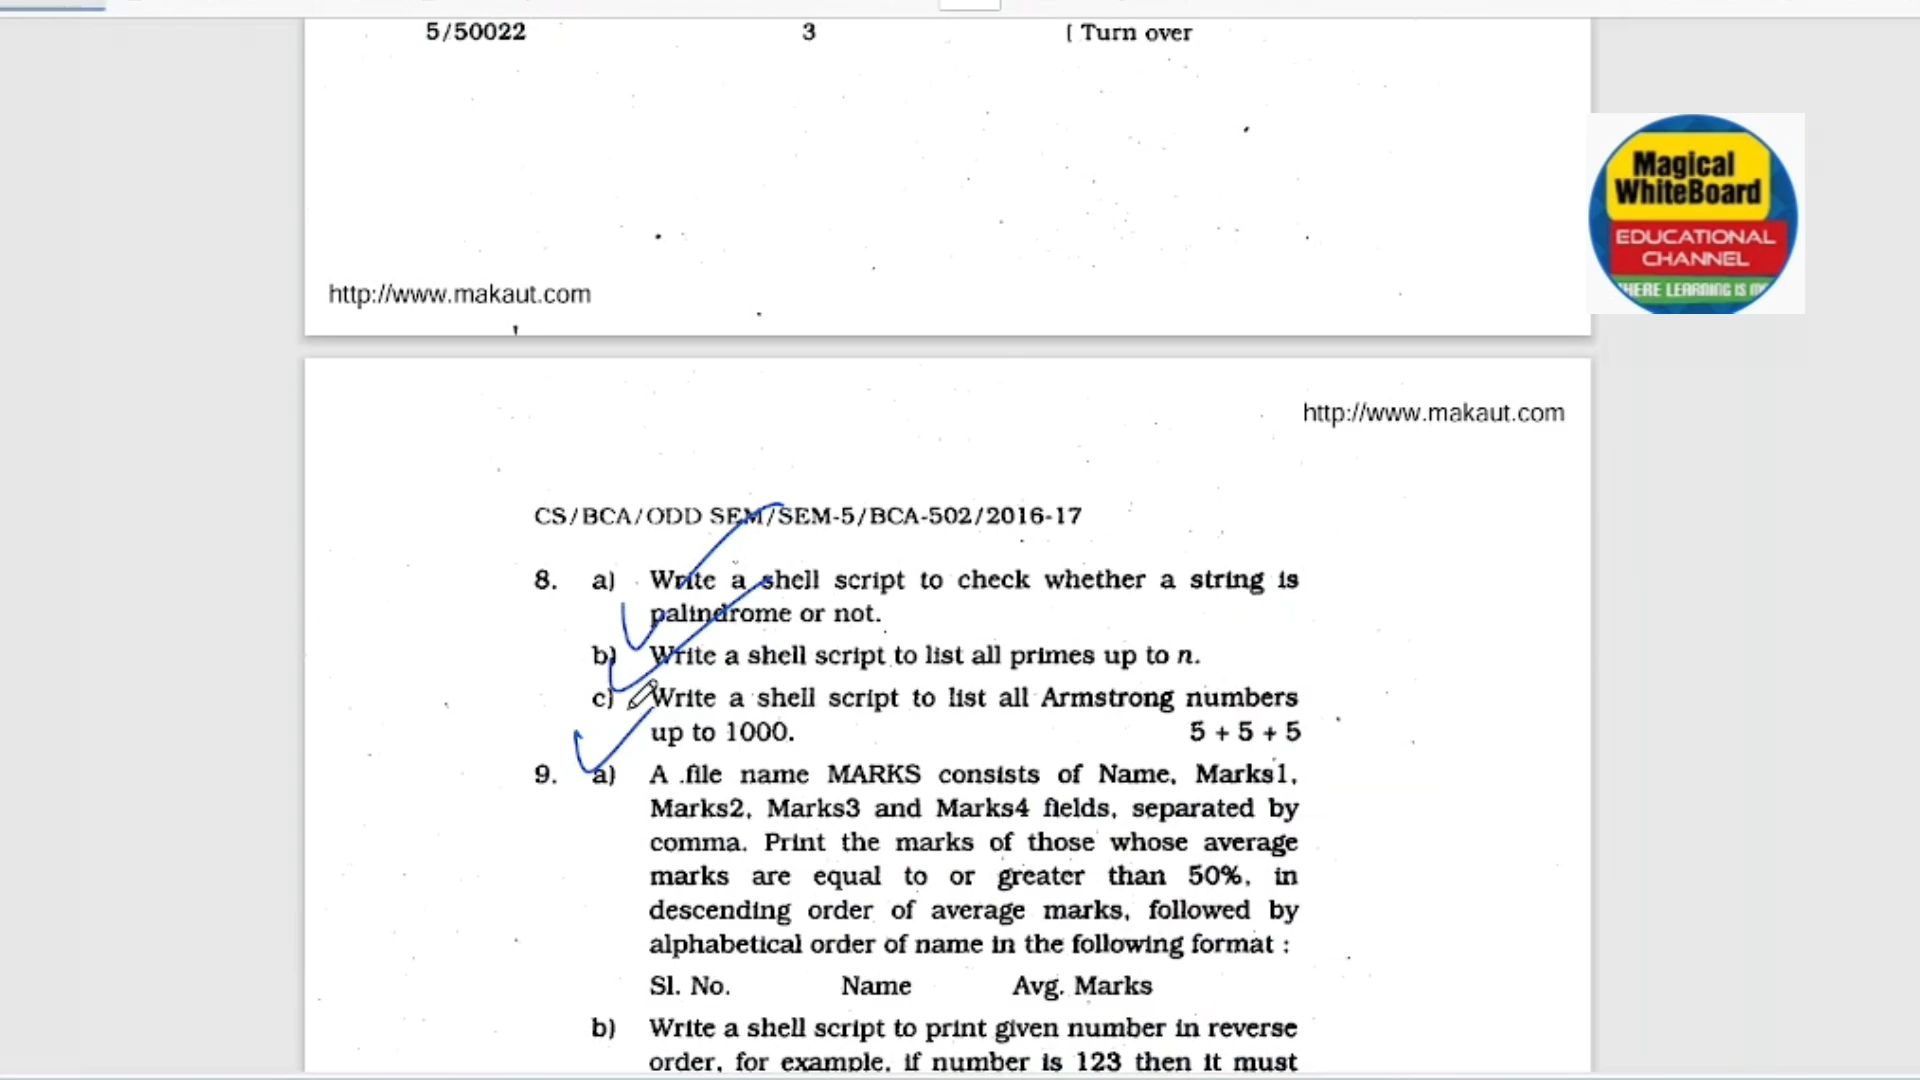 5/50022 3 [ Turn over
Magical
WhiteBoard
EDUCATIONAL
CHANNEL
HERE LEARNING IS
http://www.makaut.com
http://www.makaut.com
CS/BCA/ODD SEM/SEM-5/BCA-502/2016-17
8. a) Write a shell script to check whether a string is
palindrome or not.
b) Write a shell script to list all primes up to n.
c) Write a shell script to list all Armstrong numbers
up to 1000. 5 + 5 + 5
9. a) A file name MARKS consists of Name, Marks1,
Marks2, Marks3 and Marks4 fields, separated by
comma. Print the marks of those whose average
marks are equal to or greater than 50%, in
descending order of average marks, followed by
alphabetical order of name in the following format :
Sl. No. Name Avg. Marks
b) Write a shell script to print given number in reverse
order, for example, if number is 123 then it must